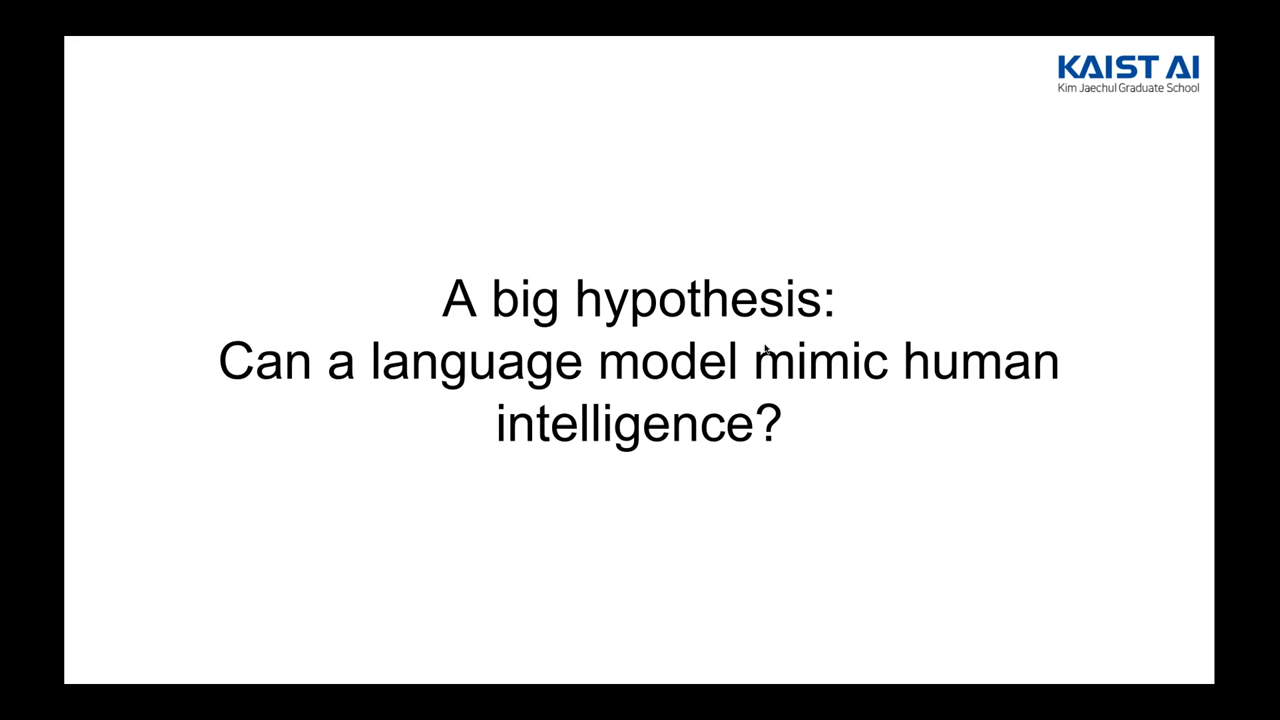 KAIST AI
Kim Jaechul Graduate School
A big hypothesis:
Can a language model mimic human
intelligence?